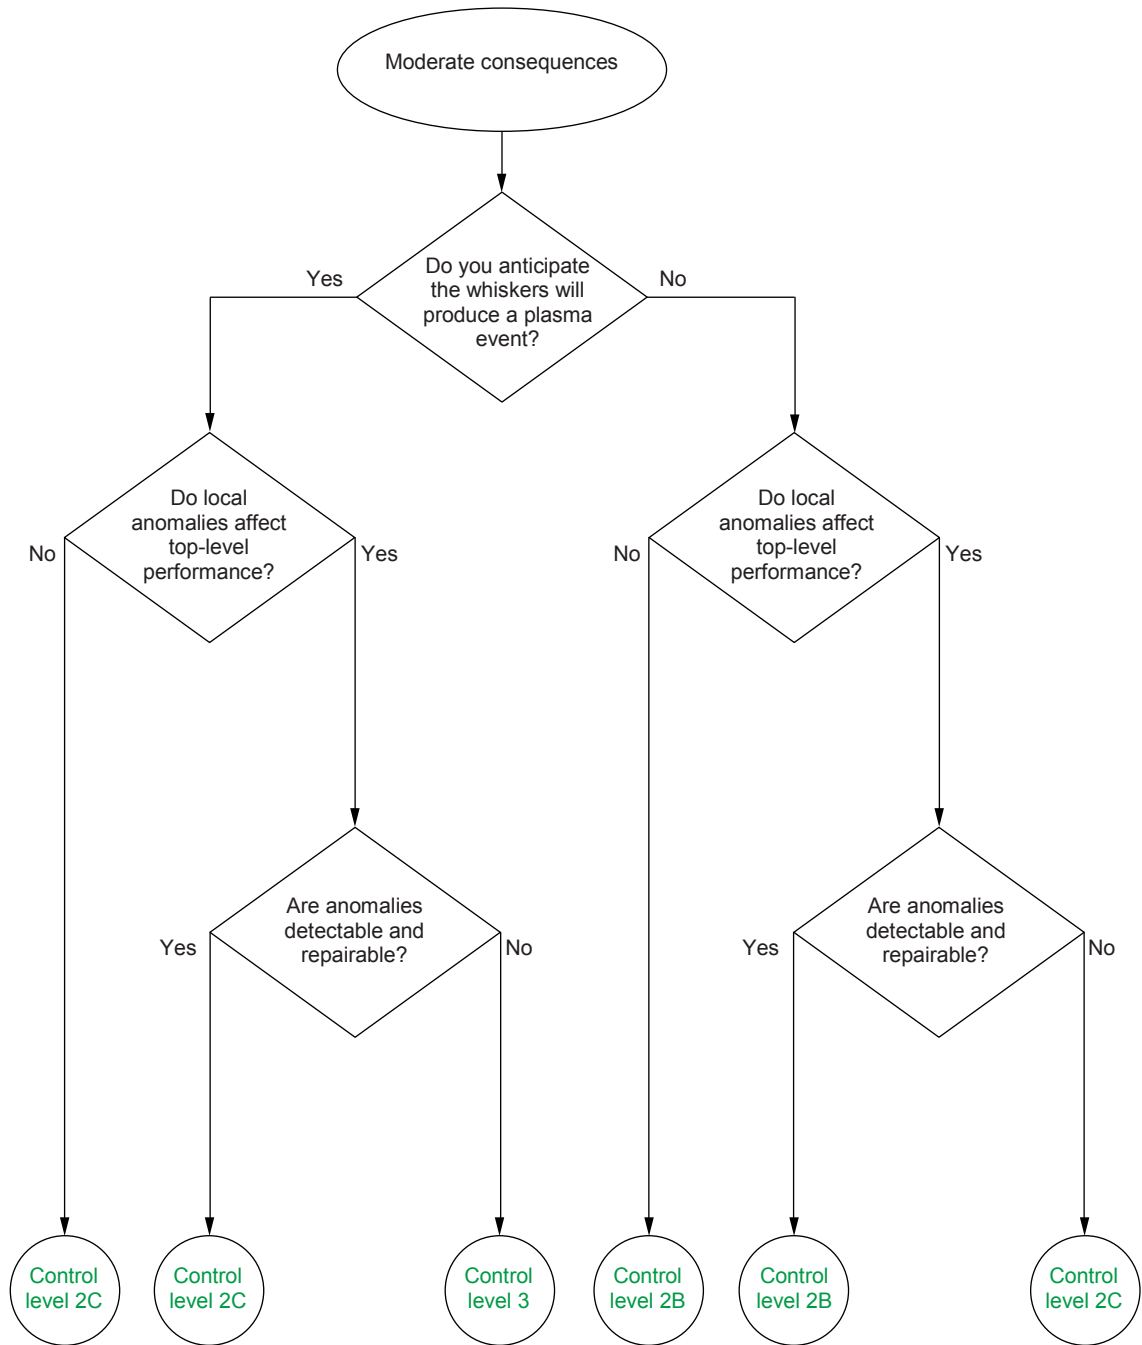 Moderate consequences
Yes
Do you anticipate
the whiskers will
produce a plasma
event?
No
Do local
anomalies affect
top-level
performance?
No
Yes
Do local
anomalies affect
top-level
performance?
No
Yes
Are anomalies
detectable and
repairable?
Yes
No
Are anomalies
detectable and
repairable?
Yes
No
Control
level 2C
Control
level 2C
Control
level 3
Control
level 2B
Control
level 2B
Control
level 2C